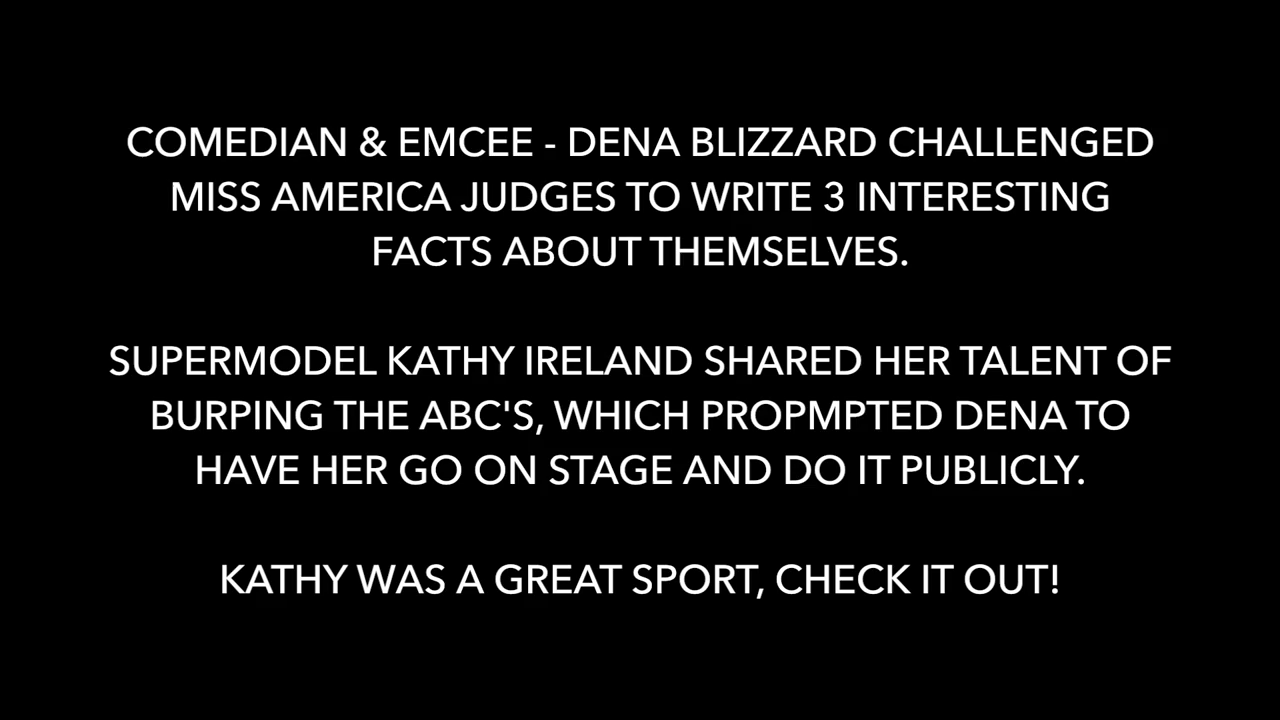 COMEDIAN & EMCEE - DENA BLIZZARD CHALLENGED
MISS AMERICA JUDGES TO WRITE 3 INTERESTING
FACTS ABOUT THEMSELVES.
SUPERMODEL KATHY IRELAND SHARED HER TALENT OF
BURPING THE ABC'S, WHICH PROPMPTED DENA TO
HAVE HER GO ON STAGE AND DO IT PUBLICLY.
KATHY WAS A GREAT SPORT, CHECK IT OUT!